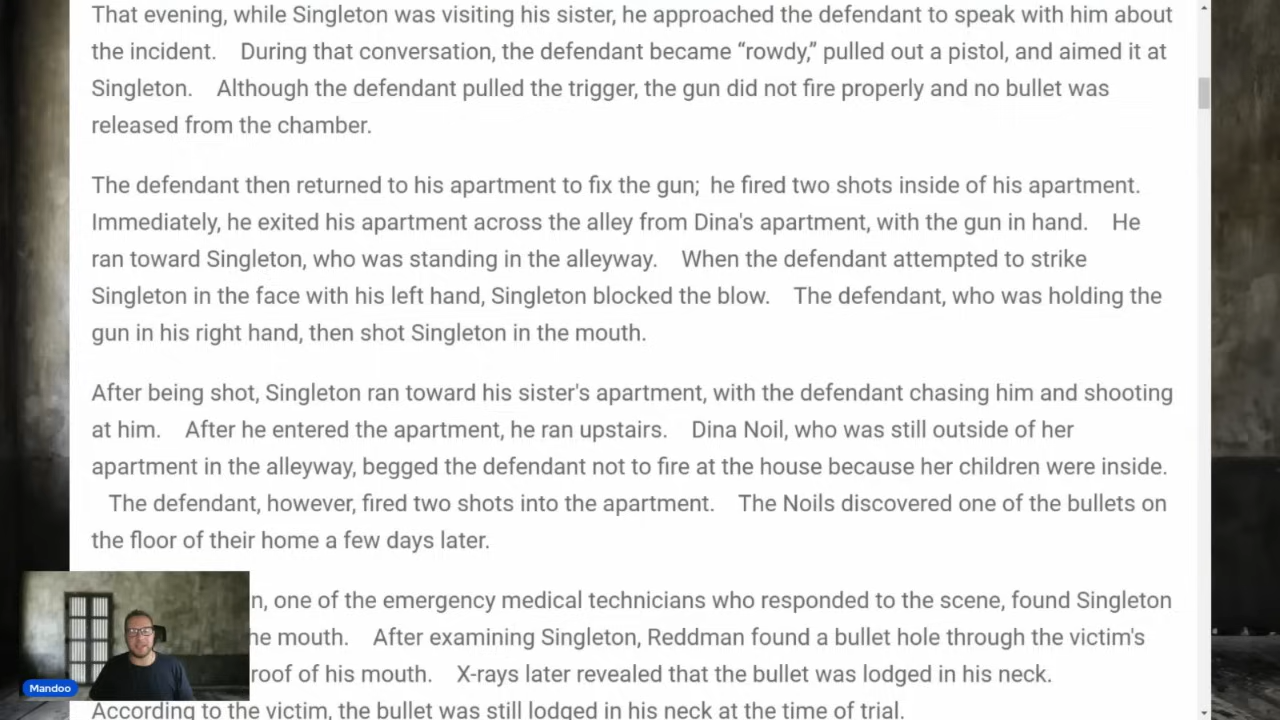 That evening, while Singleton was visiting his sister, he approached the defendant to speak with him about
the incident. During that conversation, the defendant became “rowdy,” pulled out a pistol, and aimed it at
Singleton. Although the defendant pulled the trigger, the gun did not fire properly and no bullet was
released from the chamber.
The defendant then returned to his apartment to fix the gun; he fired two shots inside of his apartment.
Immediately, he exited his apartment across the alley from Dina's apartment, with the gun in hand. He
ran toward Singleton, who was standing in the alleyway. When the defendant attempted to strike
Singleton in the face with his left hand, Singleton blocked the blow. The defendant, who was holding the
gun in his right hand, then shot Singleton in the mouth.
After being shot, Singleton ran toward his sister's apartment, with the defendant chasing him and shooting
at him. After he entered the apartment, he ran upstairs. Dina Noil, who was still outside of her
apartment in the alleyway, begged the defendant not to fire at the house because her children were inside.
The defendant, however, fired two shots into the apartment. The Noils discovered one of the bullets on
the floor of their home a few days later.
n, one of the emergency medical technicians who responded to the scene, found Singleton
he mouth. After examining Singleton, Reddman found a bullet hole through the victim's
roof of his mouth. X-rays later revealed that the bullet was lodged in his neck.
According to the victim, the bullet was still lodged in his neck at the time of trial.
Mandoo